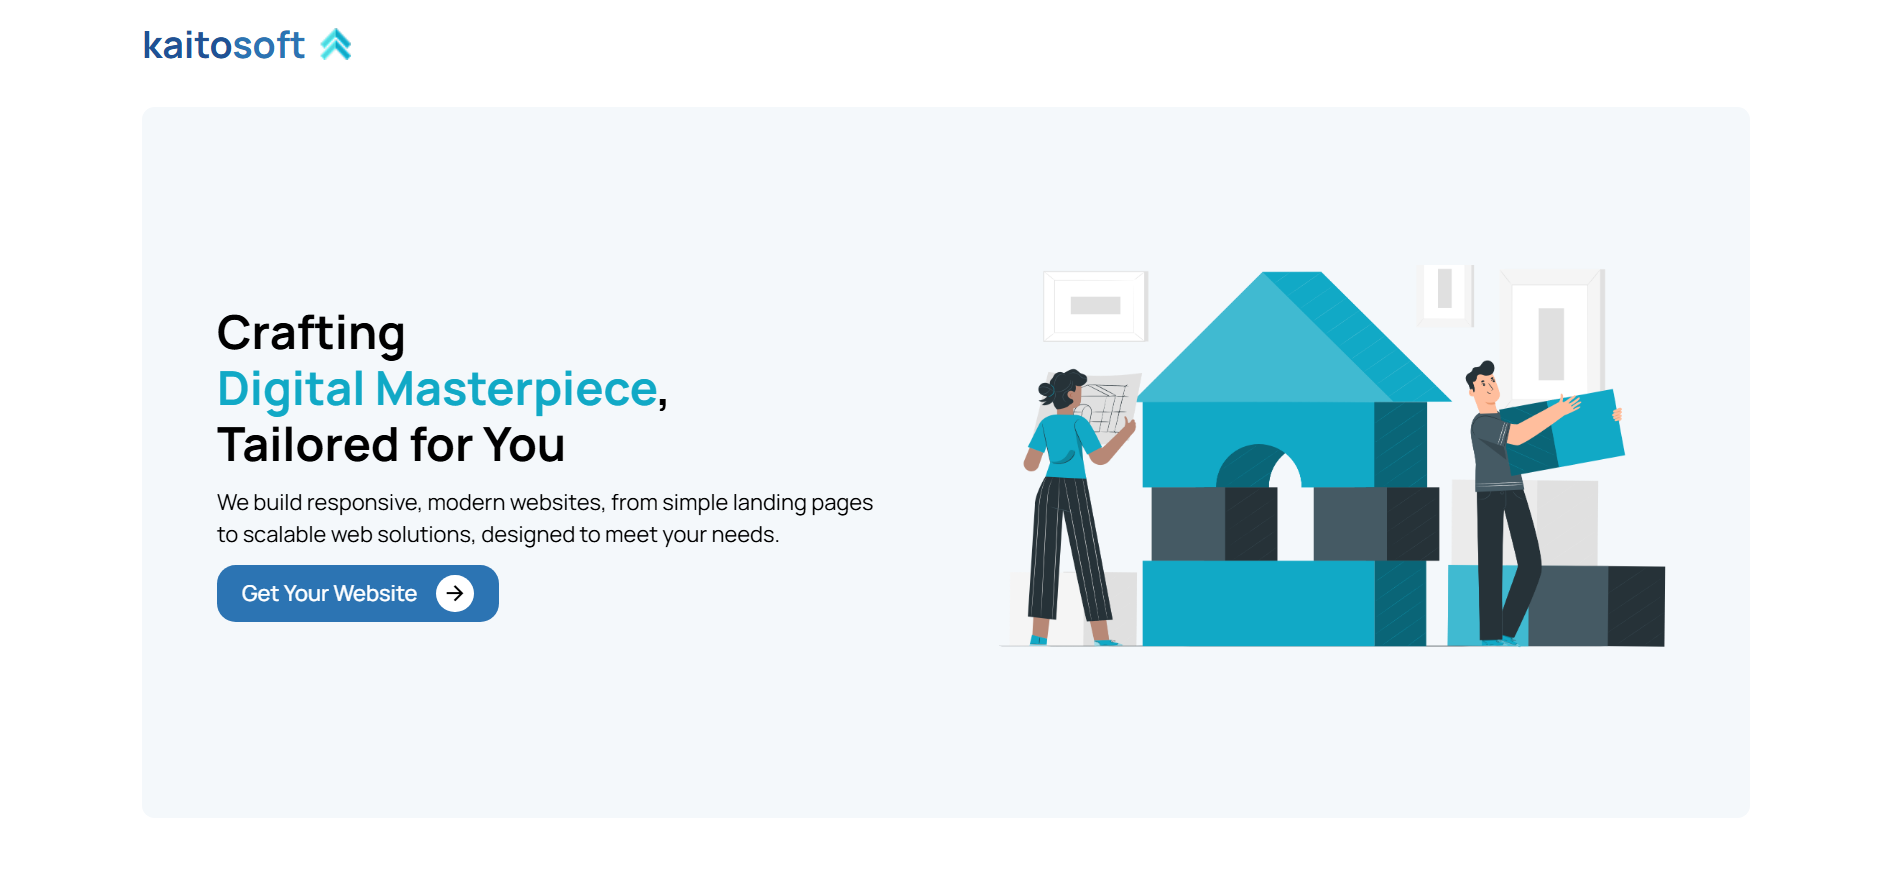 kaitosoft
Crafting
Digital Masterpiece,
Tailored for You
We build responsive, modern websites, from simple landing pages
to scalable web solutions, designed to meet your needs.
Get Your Website